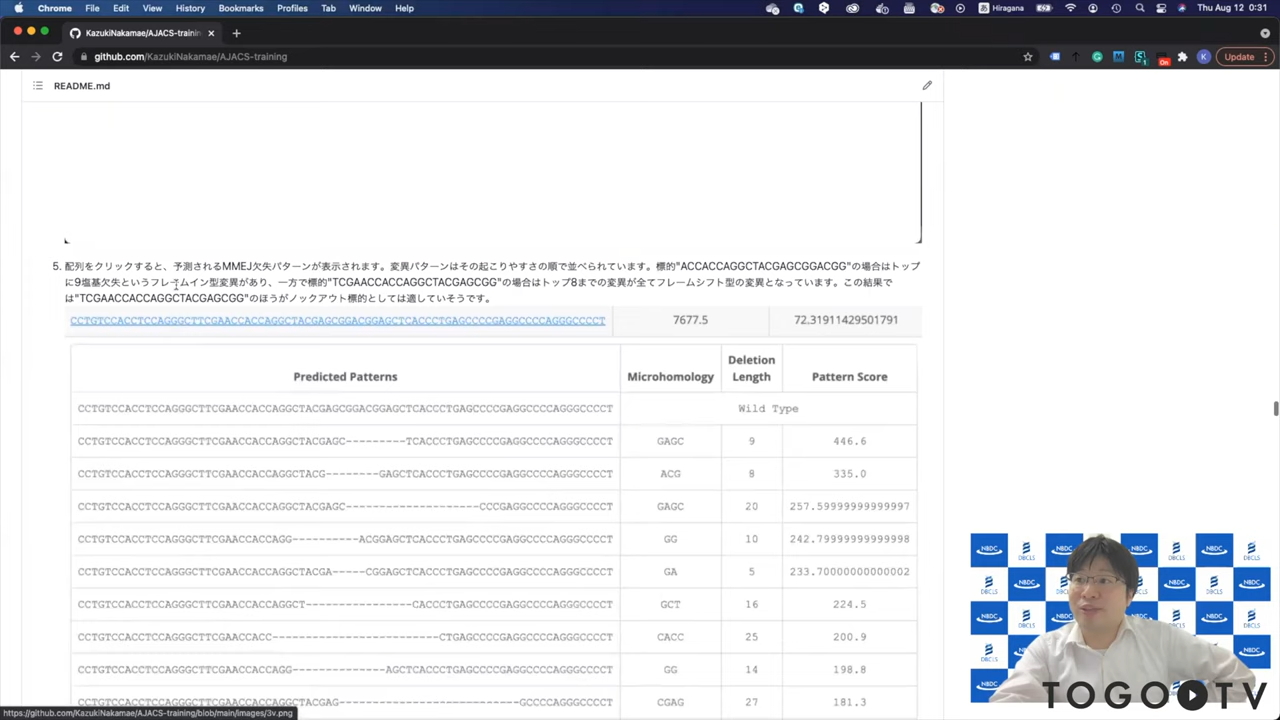 Chrome File Edit View History Bookmarks Profiles Tab Window Help Hiragana Thu Aug 12 0:31
KazukiNakamae/AJACS-trainin
github.com/KazukiNakamae/AJACS-training Update
README.md
5. 配列をクリックすると、予測されるMMEJ欠失パターンが表示されます。変異パターンはその起こりやすさの順で並べられています。標的"ACCACCAGGCTACGAGCGGACGG"の場合はトップ
に9塩基欠失というフレームイン型変異があり、一方で標的"TCGAACCACCAGGCTACGAGCGG"の場合はトップ8までの変異が全てフレームシフト型の変異となっています。この結果で
は"TCGAACCACCAGGCTACGAGCGG"のほうがノックアウト標的としては適していそうです。
CCTGTCCACCTCCAGGGCTTCGAACCACCAGGCTACGAGCGGACGGAGCTCACCCTGAGCCCCGAGGCCCCAGGGCCCCT 7677.5 72.31911429501791
Predicted Patterns Microhomology Deletion Length Pattern Score
CCTGTCCACCTCCAGGGCTTCGAACCACCAGGCTACGAGCGGACGGAGCTCACCCTGAGCCCCGAGGCCCCAGGGCCCCT Wild Type
CCTGTCCACCTCCAGGGCTTCGAACCACCAGGCTACGAGC---------TCACCCTGAGCCCCGAGGCCCCAGGGCCCCT GAGC 9 446.6
CCTGTCCACCTCCAGGGCTTCGAACCACCAGGCTACG--------GAGCTCACCCTGAGCCCCGAGGCCCCAGGGCCCCT ACG 8 335.0
CCTGTCCACCTCCAGGGCTTCGAACCACCAGGCTACGAGC--------------------CCCGAGGCCCCAGGGCCCCT GAGC 20 257.59999999999997
CCTGTCCACCTCCAGGGCTTCGAACCACCAGG----------ACGGAGCTCACCCTGAGCCCCGAGGCCCCAGGGCCCCT GG 10 242.79999999999998
CCTGTCCACCTCCAGGGCTTCGAACCACCAGGCTACGA-----CGGAGCTCACCCTGAGCCCCGAGGCCCCAGGGCCCCT GA 5 233.70000000000002
CCTGTCCACCTCCAGGGCTTCGAACCACCAGGCT----------------CACCCTGAGCCCCGAGGCCCCAGGGCCCCT GCT 16 224.5
CCTGTCCACCTCCAGGGCTTCGAACCACC-------------------------CTGAGCCCCGAGGCCCCAGGGCCCCT CACC 25 200.9
CCTGTCCACCTCCAGGGCTTCGAACCACCAGG--------------AGCTCACCCTGAGCCCCGAGGCCCCAGGGCCCCT GG 14 198.8
CCTGTCCACCTCCAGGGCTTCGAACCACCAGGCTACGAG---------------------------GCCCCAGGGCCCCT CGAG 27 181.3
https://github.com/KazukiNakamae/AJACS-training/blob/main/images/3v.png
NBDC DBCLS
TOGO TV